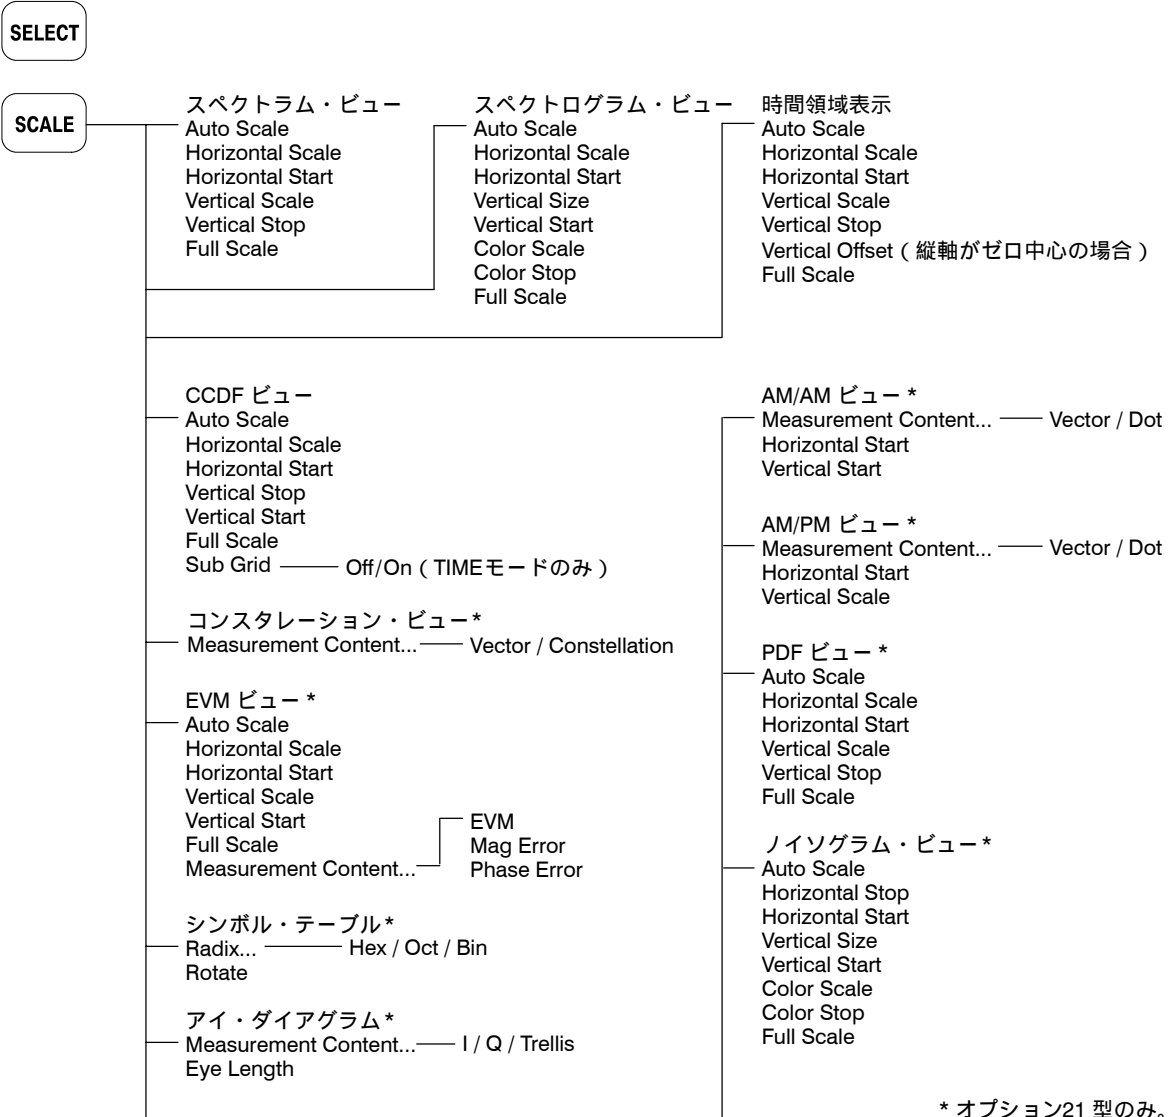 SELECT
SCALE
スペクトラム・ビュー
Auto Scale
Horizontal Scale
Horizontal Start
Vertical Scale
Vertical Stop
Full Scale
スペクトログラム・ビュー
Auto Scale
Horizontal Scale
Horizontal Start
Vertical Size
Vertical Start
Color Scale
Color Stop
Full Scale
時間領域表示
Auto Scale
Horizontal Scale
Horizontal Start
Vertical Scale
Vertical Stop
Vertical Offset(縦軸がゼロ中心の場合)
Full Scale
CCDF ビュー
Auto Scale
Horizontal Scale
Horizontal Start
Vertical Stop
Vertical Start
Full Scale
Sub Grid Off/On(TIMEモードのみ)
コンスタレーション・ビュー*
Measurement Content... Vector / Constellation
EVM ビュー*
Auto Scale
Horizontal Scale
Horizontal Start
Vertical Scale
Vertical Start
Full Scale
Measurement Content...
EVM
Mag Error
Phase Error
シンボル・テーブル*
Radix... Hex / Oct / Bin
Rotate
アイ・ダイアグラム*
Measurement Content... I / Q / Trellis
Eye Length
AM/AM ビュー*
Measurement Content... Vector / Dot
Horizontal Start
Vertical Start
AM/PM ビュー*
Measurement Content... Vector / Dot
Horizontal Start
Vertical Scale
PDF ビュー*
Auto Scale
Horizontal Scale
Horizontal Start
Vertical Scale
Vertical Stop
Full Scale
ノイソグラム・ビュー*
Auto Scale
Horizontal Stop
Horizontal Start
Vertical Size
Vertical Start
Color Scale
Color Stop
Full Scale
* オプション21 型のみ。